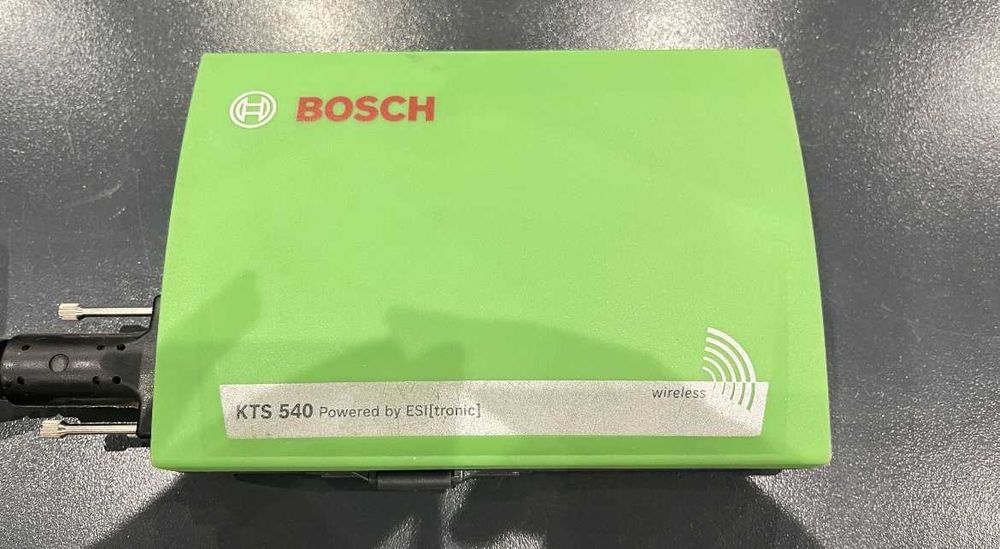 BOSCH
wireless
KTS 540 Powered by ESI[tronic]